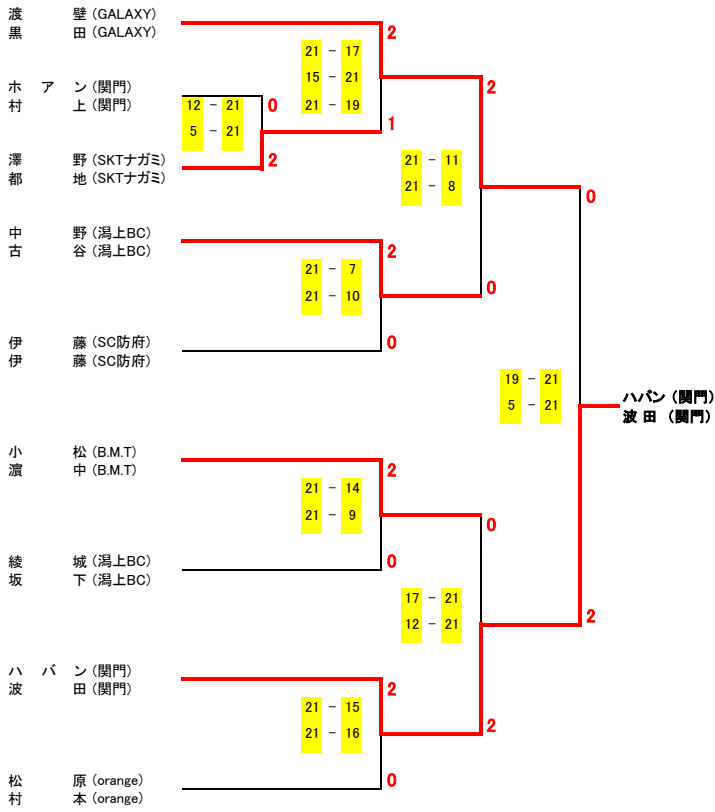 渡 壁 (GALAXY)
黒 田 (GALAXY)
2
21 - 17
15 - 21
21 - 19
2
ホ ア ン (関門)
村 上 (関門)
0
12 - 21
5 - 21
1
澤 野 (SKTナガミ)
都 地 (SKTナガミ)
2
21 - 11
21 - 8
0
中 野 (潟上BC)
古 谷 (潟上BC)
2
21 - 7
21 - 10
0
伊 藤 (SC防府)
伊 藤 (SC防府)
0
19 - 21
5 - 21
ハバン (関門)
波 田 (関門)
小 松 (B.M.T)
濵 中 (B.M.T)
2
21 - 14
21 - 9
0
綾 城 (潟上BC)
坂 下 (潟上BC)
0
17 - 21
12 - 21
2
ハ バ ン (関門)
波 田 (関門)
2
21 - 15
21 - 16
2
松 原 (orange)
村 本 (orange)
0